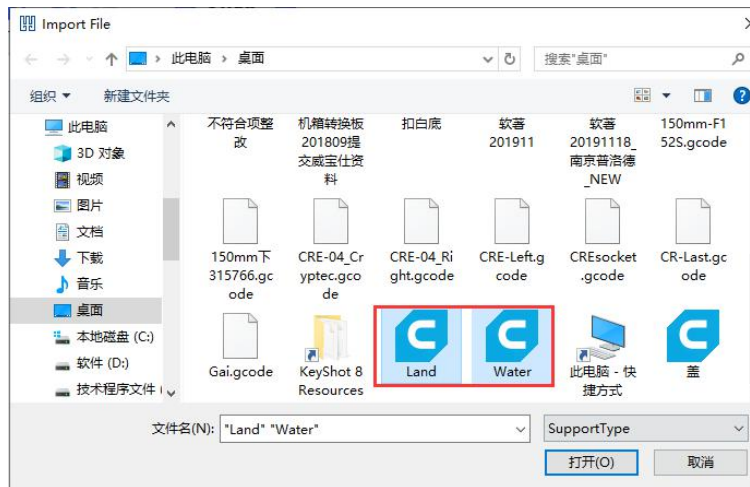 Import File
此电脑 › 桌面
搜索"桌面"
组织
新建文件夹
此电脑
3D 对象
视频
图片
文档
下载
音乐
桌面
本地磁盘 (C:)
软件 (D:)
技术程序文件 (
不符合项整
改
机箱转换板
201809提
交威宝仕资
料
扣白底
软著
201911
软著
20191118_
南京普洛德
_NEW
150mm-F1
52S.gcode
150mm下
315766.gc
ode
CRE-04_Cr
yptec.gco
de
CRE-04_Ri
ght.gcode
CRE-Left.g
code
CREsocket
.gcode
CR-Last.gc
ode
Gai.gcode
KeyShot 8
Resources
Land
Water
此电脑 - 快
捷方式
盖
文件名(N):
"Land" "Water"
SupportType
打开(O)
取消